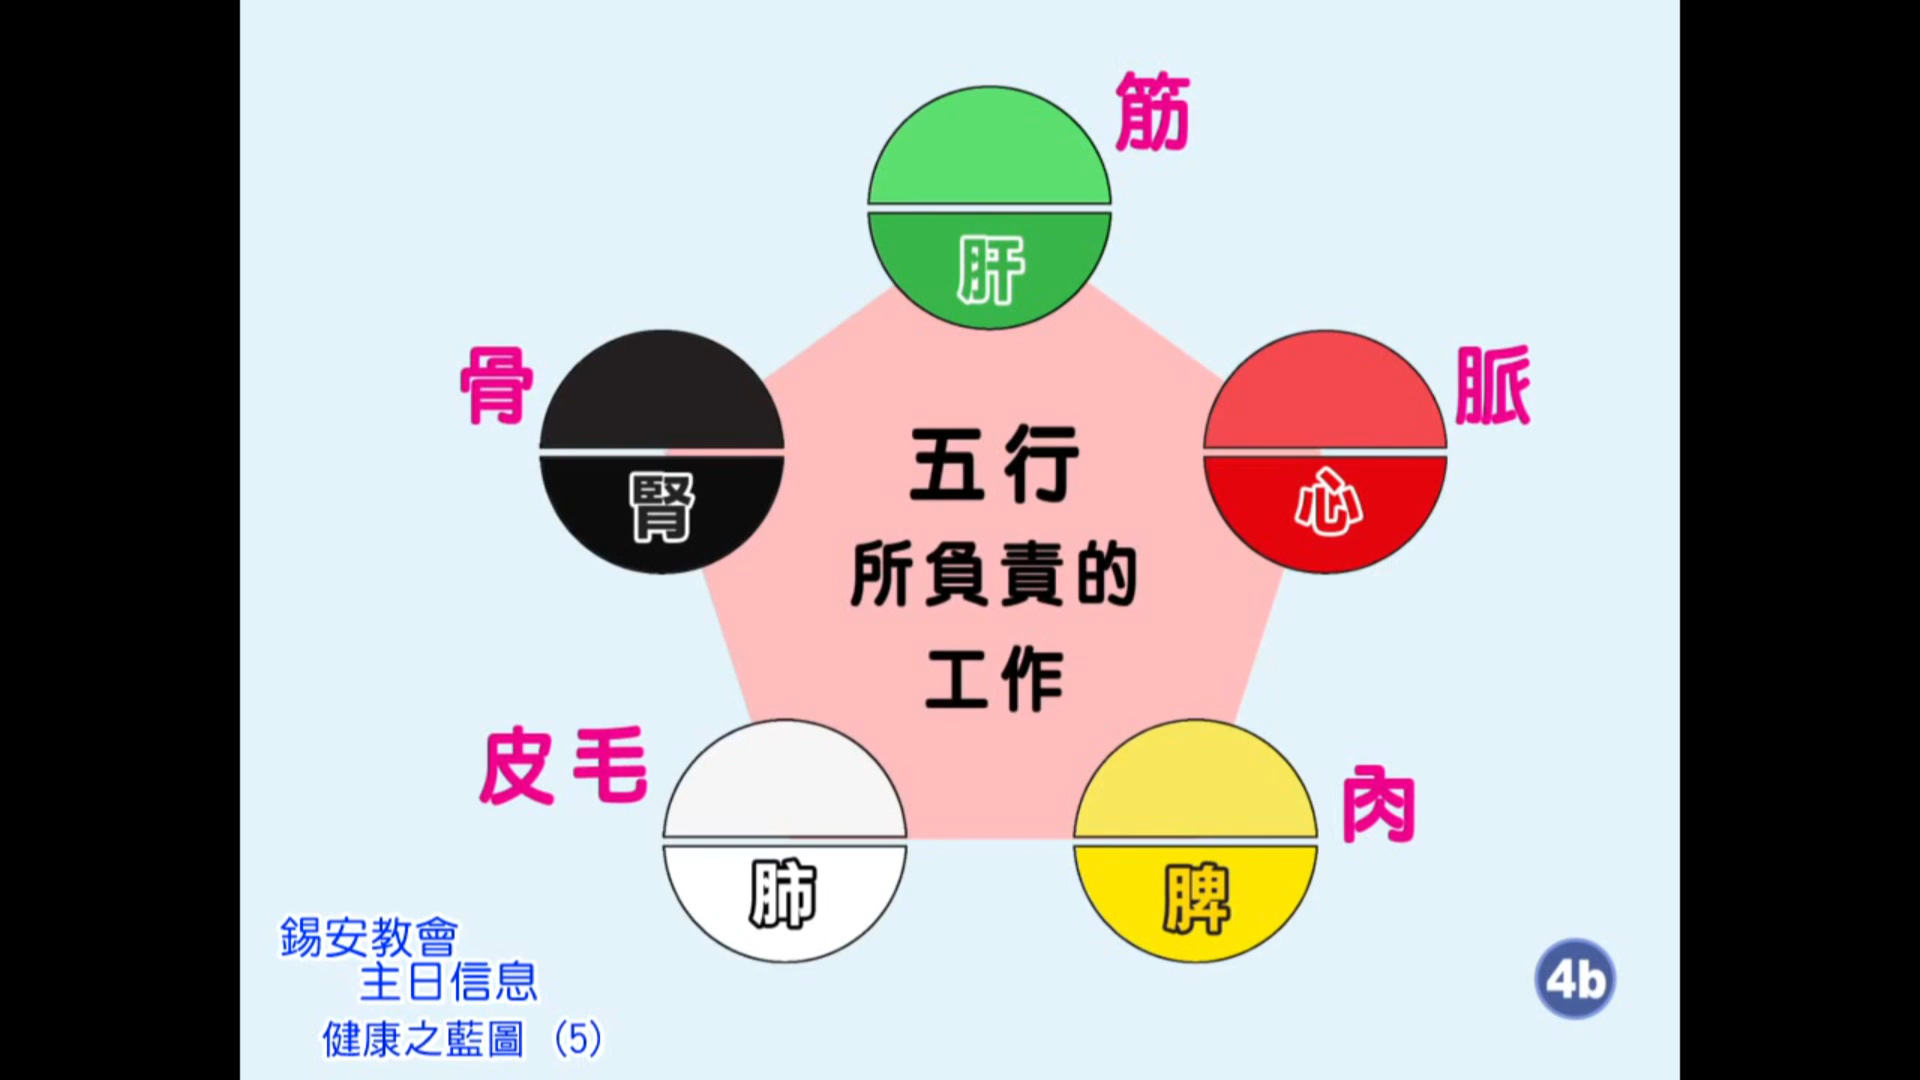 筋
肝
骨
脈
腎
心
五行
所負責的
工作
皮毛
肉
肺
脾
錫安教會
主日信息
健康之藍圖 (5)
4b